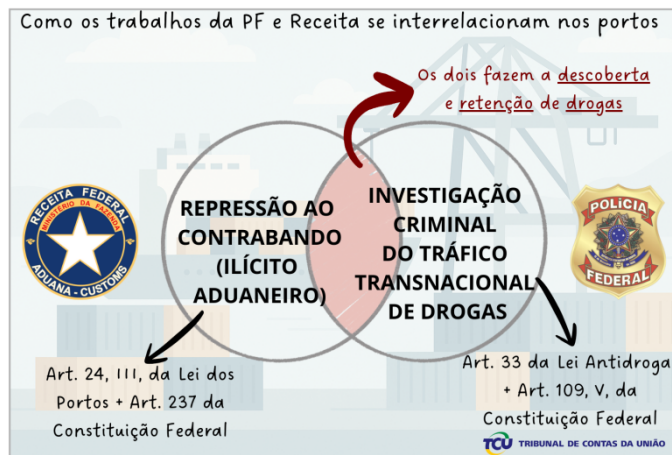 Como os trabalhos da PF e Receita se interrelacionam nos portos
Os dois fazem a descoberta
e retenção de drogas
RECEITA FEDERAL
MINISTÉRIO DA FAZENDA
ADUANA - CUSTOMS
REPRESSÃO AO
CONTRABANDO
(ILÍCITO
ADUANEIRO)
INVESTIGAÇÃO
CRIMINAL
DO TRÁFICO
TRANSNACIONAL
DE DROGAS
POLÍCIA
FEDERAL
Art. 24, III, da Lei dos
Portos + Art. 237 da
Constituição Federal
Art. 33 da Lei Antidroga
+ Art. 109, V, da
Constituição Federal
TCU TRIBUNAL DE CONTAS DA UNIÃO